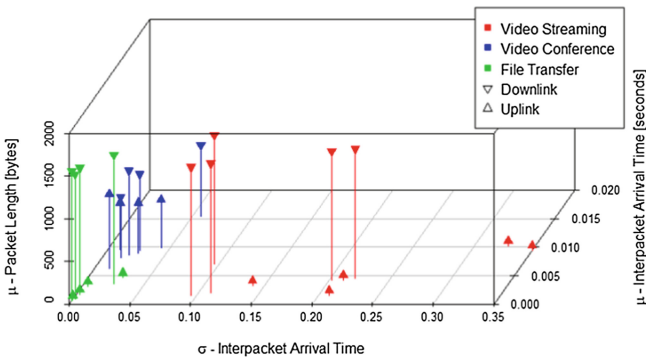 Video Streaming
Video Conference
File Transfer
Downlink
Uplink
μ - Packet Length [bytes]
2000
1500
1000
500
0
0.00 0.05 0.10 0.15 0.20 0.25 0.30 0.35
σ - Interpacket Arrival Time
0.020
0.015
0.010
0.005
0.000
μ - Interpacket Arrival Time [seconds]